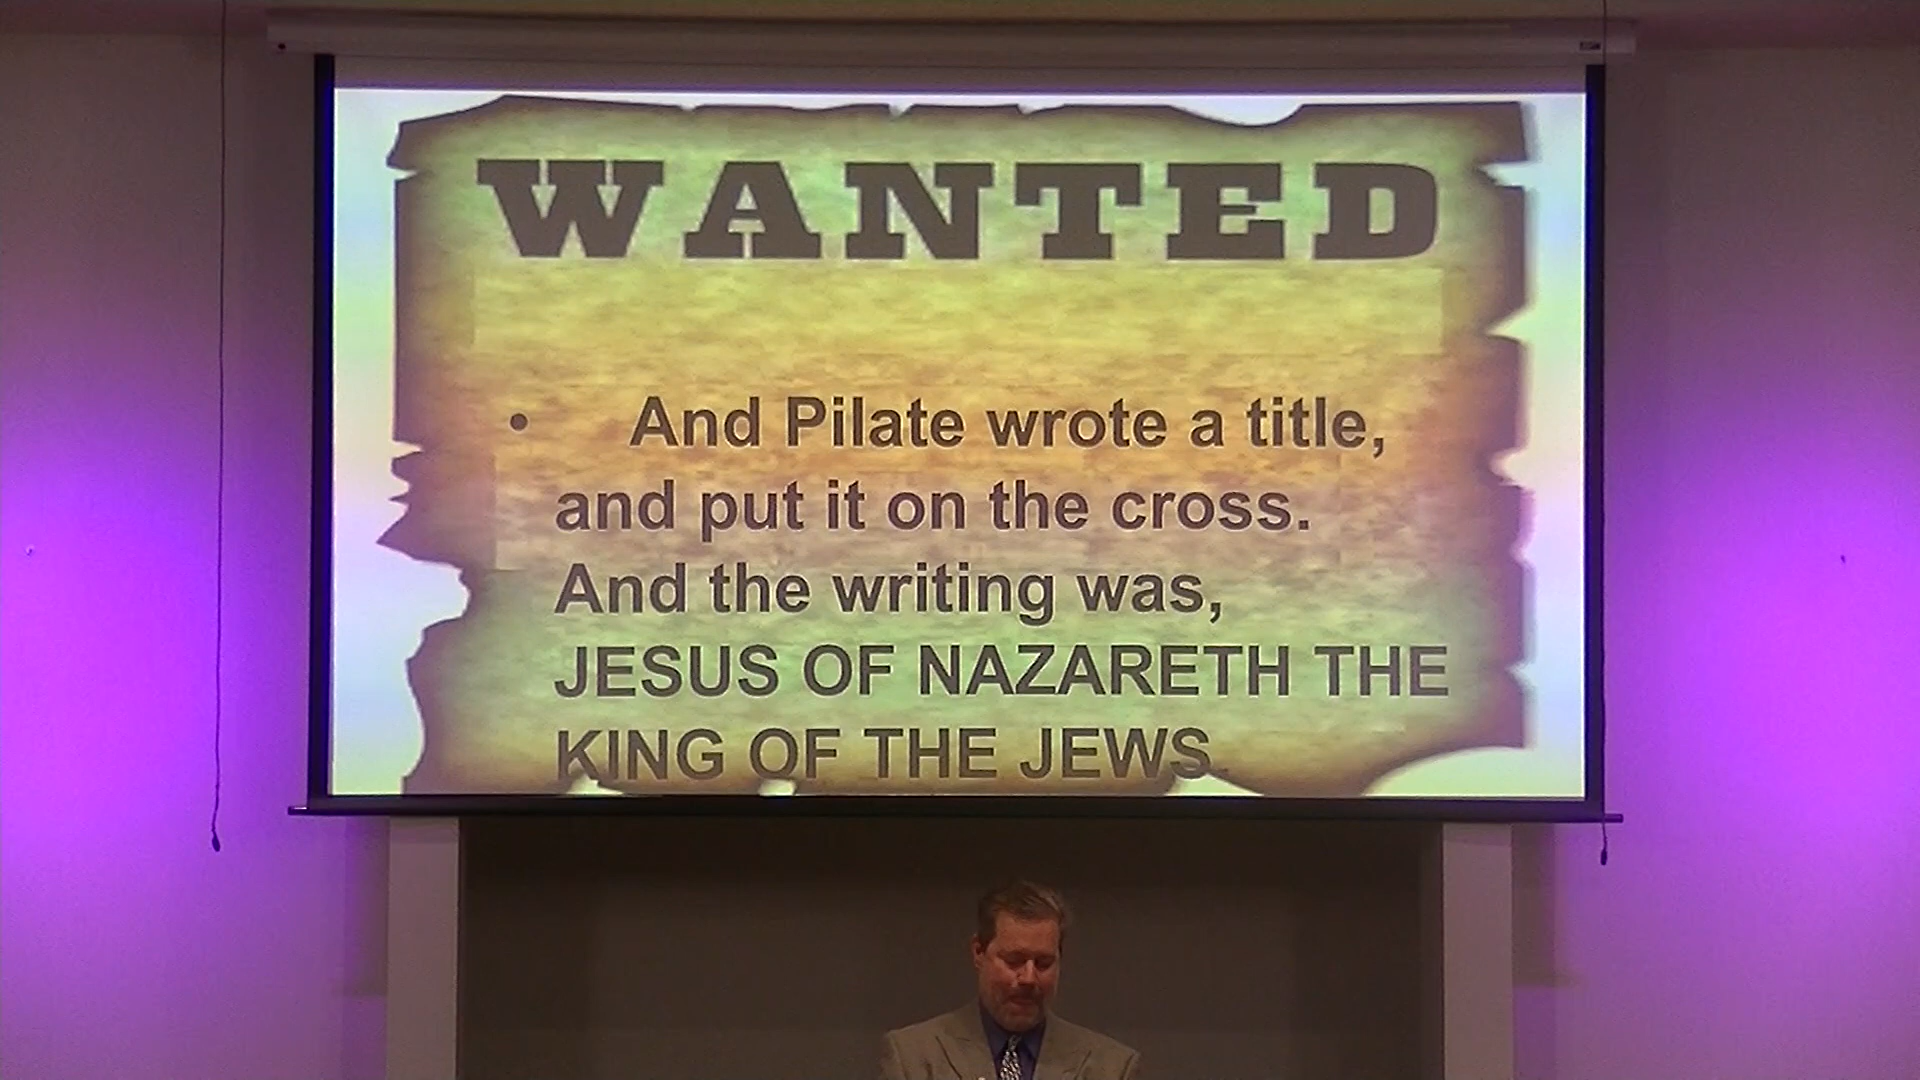 WANTED
• And Pilate wrote a title,
and put it on the cross.
And the writing was,
JESUS OF NAZARETH THE
KING OF THE JEWS.